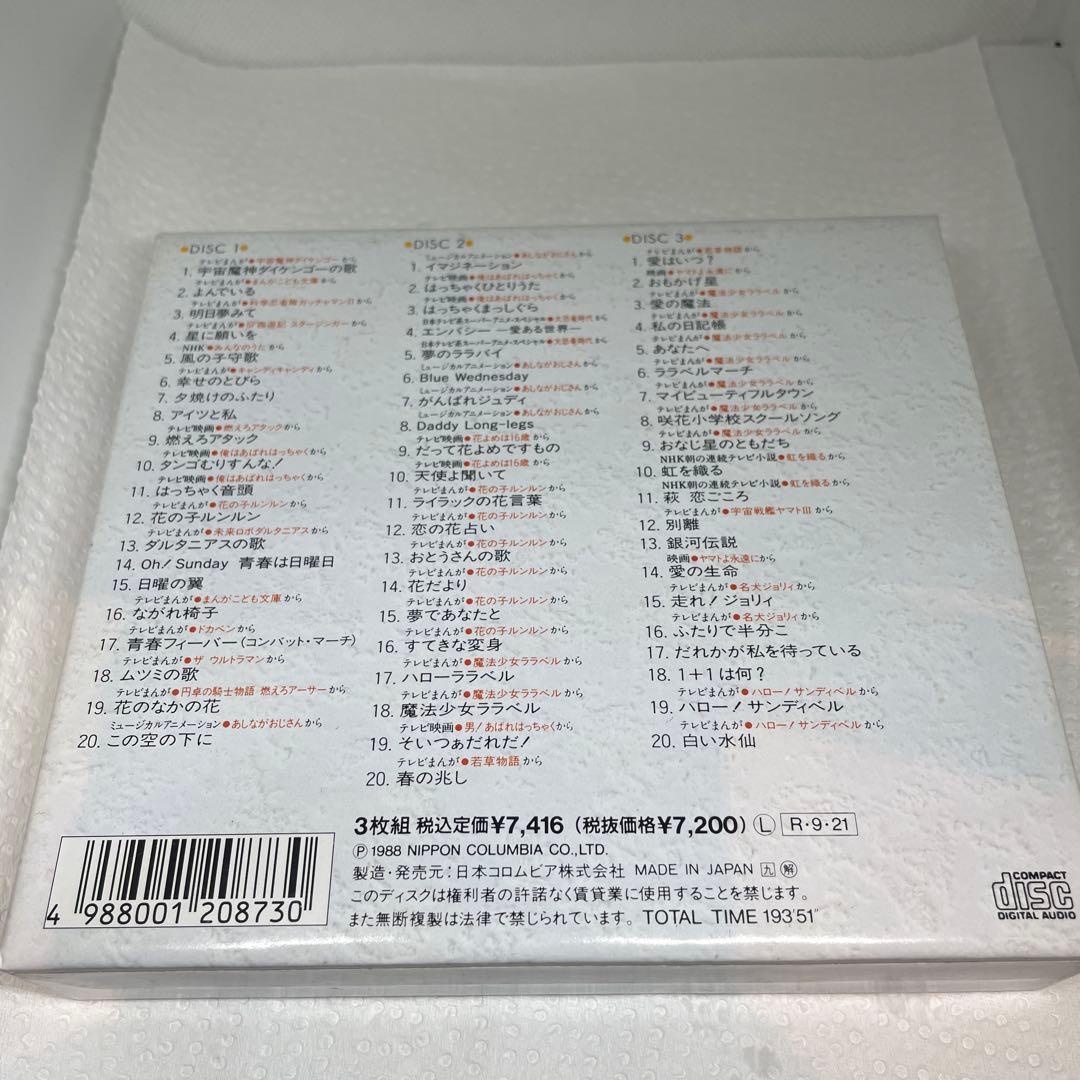 DISC 1
テレビまんが●宇宙魔神ダイケンゴーから
1. 宇宙魔神ダイケンゴーの歌
テレビまんが●まんがこども文庫から
2. よんでいる
テレビまんが●科学忍者隊ガッチャマンIIから
3. 明日夢みて
テレビまんが●SF西遊記 スタージンガーから
4. 星に願いを
NHK●みんなのうたから
5. 風の子守歌
テレビまんが●キャンディキャンディから
6. 幸せのとびら
7. 夕焼けのふたり
8. アイツと私
テレビまんが●燃えろアタックから
9. 燃えろアタック
テレビ映画●俺はあばれはっちゃくから
10. タンゴむりすんな!
テレビ映画●俺はあばれはっちゃくから
11. はっちゃく音頭
テレビまんが●花の子ルンルンから
12. 花の子ルンルン
テレビまんが●未来ロボダルタニアスから
13. ダルタニアスの歌
14. Oh! Sunday 青春は日曜日
15. 日曜の翼
テレビまんが●まんがこども文庫から
16. ながれ椅子
テレビまんが●ドカベンから
17. 青春フィーバー(コンバット・マーチ)
テレビまんが●ザ ウルトラマンから
18. ムツミの歌
テレビまんが●円卓の騎士物語 燃えろアーサーから
19. 花のなかの花
ミュージカルアニメーション●あしながおじさんから
20. この空の下に
DISC 2
ミュージカルアニメーション●あしながおじさんから
1. イマジネーション
テレビ映画●俺はあばれはっちゃくから
2. はっちゃくひとりうた
テレビ映画●俺はあばれはっちゃくから
3. はっちゃくまっしぐら
日本テレビ系スーパーアニメ・スペシャル●大恐竜時代から
4. エンバシー ―愛ある世界―
日本テレビ系スーパーアニメ・スペシャル●大恐竜時代から
5. 夢のララバイ
ミュージカルアニメーション●あしながおじさんから
6. Blue Wednesday
ミュージカルアニメーション●あしながおじさんから
7. がんばれジュディ
ミュージカルアニメーション●あしながおじさんから
8. Daddy Long-legs
テレビ映画●花よめは16歳から
9. だって花よめですもの
テレビ映画●花よめは16歳から
10. 天使よ聞いて
テレビまんが●花の子ルンルンから
11. ライラックの花言葉
テレビまんが●花の子ルンルンから
12. 恋の花占い
テレビまんが●花の子ルンルンから
13. おとうさんの歌
テレビまんが●花の子ルンルンから
14. 花だより
テレビまんが●花の子ルンルンから
15. 夢であなたと
テレビまんが●花の子ルンルンから
16. すてきな変身
テレビまんが●魔法少女ララベルから
17. ハローララベル
テレビまんが●魔法少女ララベルから
18. 魔法少女ララベル
テレビ映画●男!あばれはっちゃくから
19. そいつぁだれだ!
テレビまんが●若草物語から
20. 春の兆し
DISC 3
テレビまんが●若草物語から
1. 愛はいつ?
映画●ヤマトよ永遠にから
2. おもかげ星
テレビまんが●魔法少女ララベルから
3. 愛の魔法
テレビまんが●魔法少女ララベルから
4. 私の日記帳
テレビまんが●魔法少女ララベルから
5. あなたへ
テレビまんが●魔法少女ララベルから
6. ララベルマーチ
テレビまんが●魔法少女ララベルから
7. マイビューティフルタウン
テレビまんが●魔法少女ララベルから
8. 咲花小学校スクールソング
テレビまんが●魔法少女ララベルから
9. おなじ星のともだち
NHK朝の連続テレビ小説●虹を織るから
10. 虹を織る
NHK朝の連続テレビ小説●虹を織るから
11. 萩 恋ごころ
テレビまんが●宇宙戦艦ヤマトIIIから
12. 別離
13. 銀河伝説
映画●ヤマトよ永遠にから
14. 愛の生命
テレビまんが●名犬ジョリィから
15. 走れ!ジョリィ
テレビまんが●名犬ジョリィから
16. ふたりで半分こ
17. だれかが私を待っている
18. 1+1は何?
テレビまんが●ハロー!サンディベルから
19. ハロー!サンディベル
テレビまんが●ハロー!サンディベルから
20. 白い水仙
3枚組 税込定価¥7,416 (税抜価格¥7,200) Ⓛ R・9・21
Ⓟ 1988 NIPPON COLUMBIA CO.,LTD.
製造・発売元:日本コロムビア株式会社 MADE IN JAPAN 九 解
このディスクは権利者の許諾なく賃貸業に使用することを禁じます。
また無断複製は法律で禁じられています。 TOTAL TIME 193'51"
4 988001 208730
COMPACT
disc
DIGITAL AUDIO